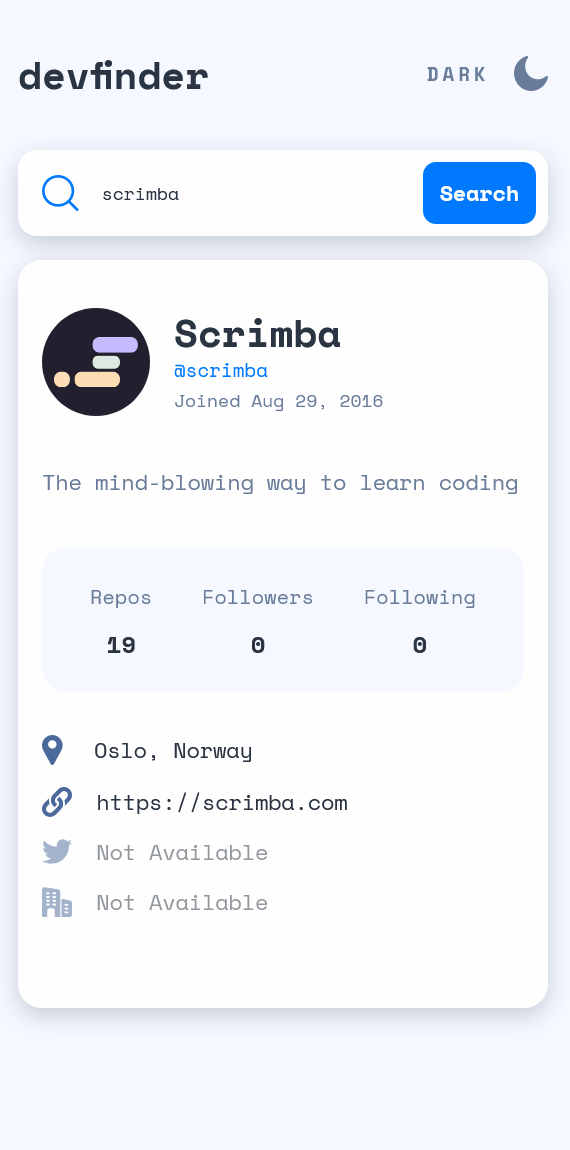 devfinder
DARK
scrimba
Search
Scrimba
@scrimba
Joined Aug 29, 2016
The mind-blowing way to learn coding
Repos Followers Following
19 0 0
Oslo, Norway
https://scrimba.com
Not Available
Not Available